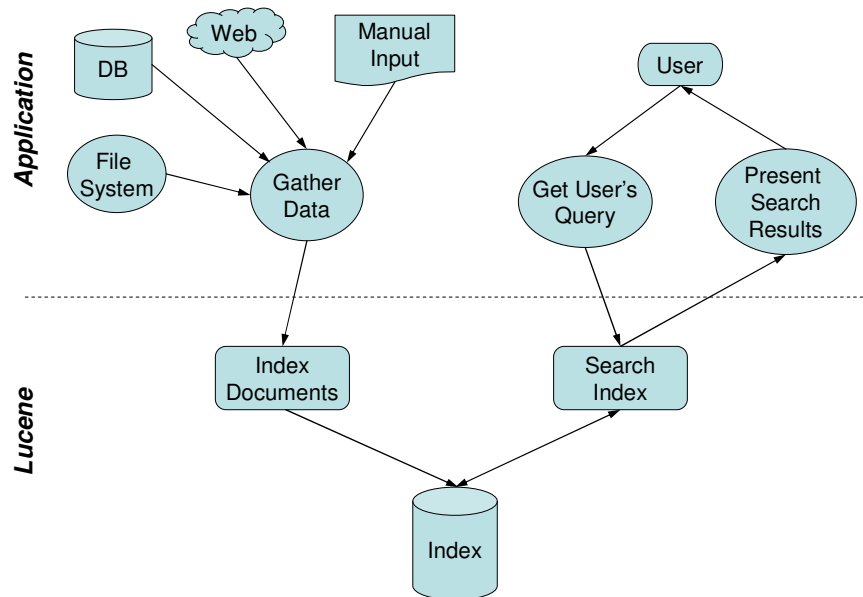 Application
DB
Web
Manual
Input
User
File
System
Gather
Data
Get User's
Query
Present
Search
Results
Lucene
Index
Documents
Search
Index
Index